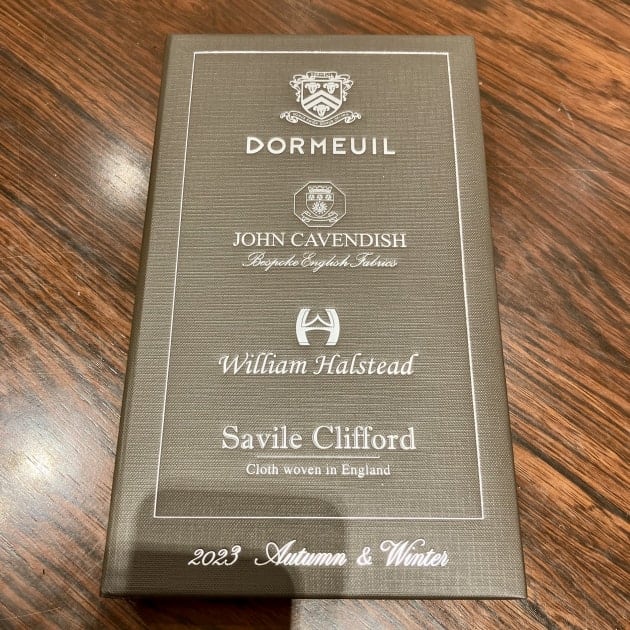 DORMEUIL
JOHN CAVENDISH
Bespoke English Fabrics
William Halstead
Savile Clifford
Cloth woven in England
2023 Autumn & Winter